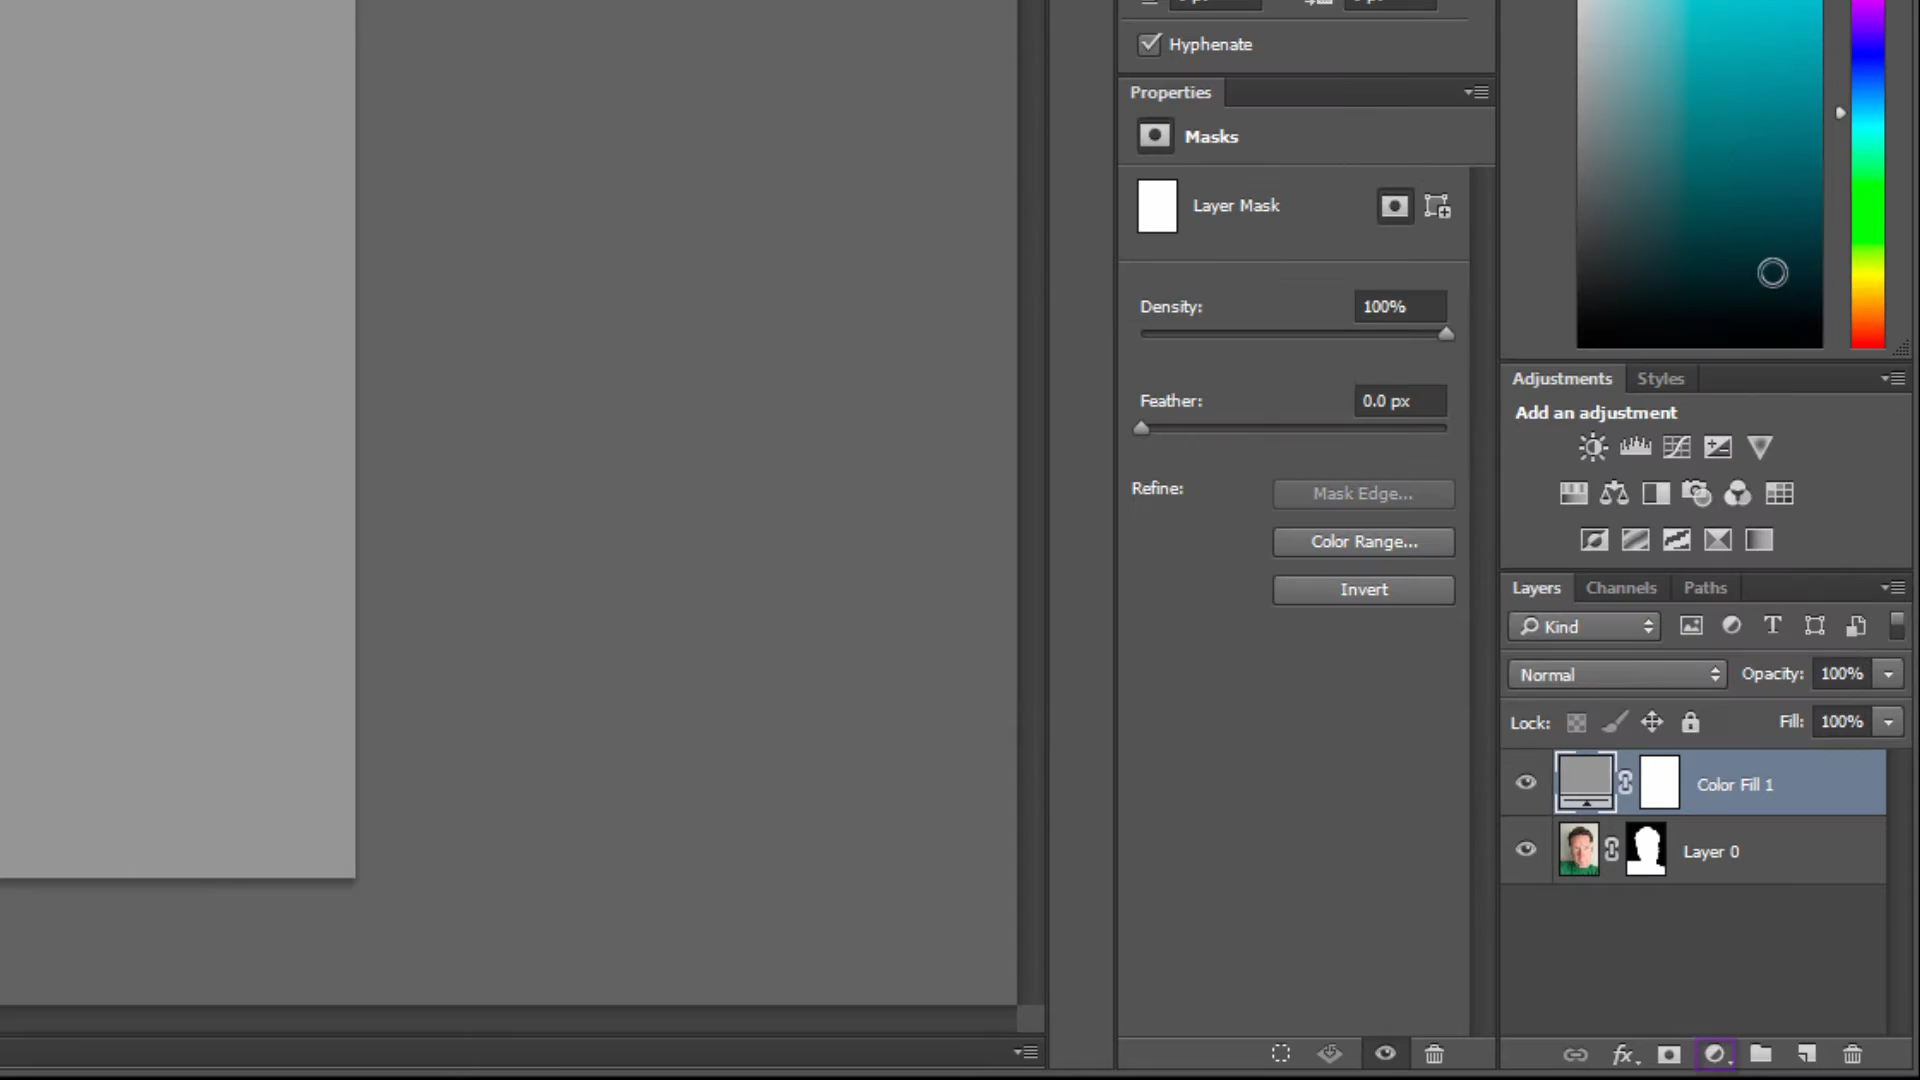 Hyphenate
Properties
Masks
Layer Mask
Density: 100%
Feather: 0.0 px
Refine: Mask Edge...
Color Range...
Invert
Adjustments Styles
Add an adjustment
Layers Channels Paths
Kind
Normal Opacity: 100%
Lock: Fill: 100%
Color Fill 1
Layer 0
fx